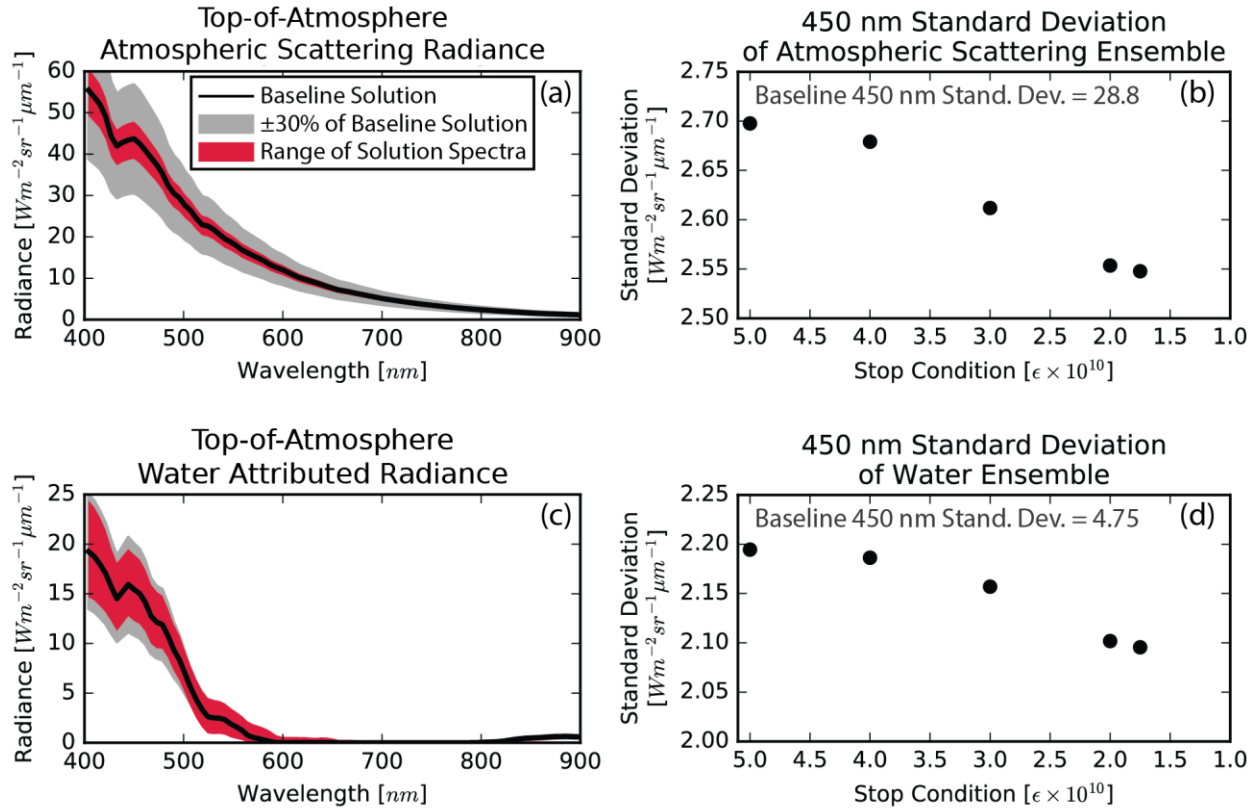 Top-of-Atmosphere
Atmospheric Scattering Radiance
Radiance [Wm⁻²sr⁻¹μm⁻¹]
60
50
40
30
20
10
0
Baseline Solution
±30% of Baseline Solution
Range of Solution Spectra
(a)
400 500 600 700 800 900
Wavelength [nm]
450 nm Standard Deviation
of Atmospheric Scattering Ensemble
Standard Deviation
[Wm⁻²sr⁻¹μm⁻¹]
2.75
2.70
2.65
2.60
2.55
2.50
Baseline 450 nm Stand. Dev. = 28.8
(b)
5.0 4.5 4.0 3.5 3.0 2.5 2.0 1.5 1.0
Stop Condition [ϵ × 10¹⁰]
Top-of-Atmosphere
Water Attributed Radiance
Radiance [Wm⁻²sr⁻¹μm⁻¹]
25
20
15
10
5
0
(c)
400 500 600 700 800 900
Wavelength [nm]
450 nm Standard Deviation
of Water Ensemble
Standard Deviation
[Wm⁻²sr⁻¹μm⁻¹]
2.25
2.20
2.15
2.10
2.05
2.00
Baseline 450 nm Stand. Dev. = 4.75
(d)
5.0 4.5 4.0 3.5 3.0 2.5 2.0 1.5 1.0
Stop Condition [ϵ × 10¹⁰]